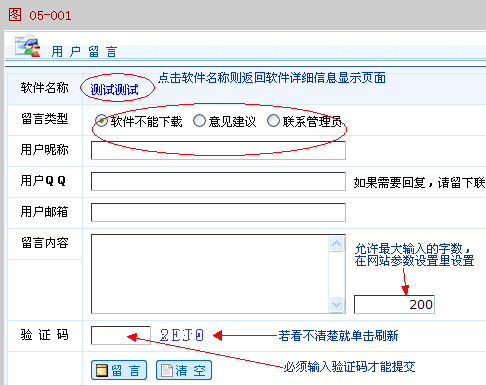 图 05-001
用 户 留 言
软件名称 测试测试 点击软件名称则返回软件详细信息显示页面
留言类型 软件不能下载 意见建议 联系管理员
用户昵称
用户QQ 如果需要回复,请留下联
用户邮箱
留言内容 允许最大输入的字数,
在网站参数设置里设置
200
验 证 码 2EJ0 若看不清楚就单击刷新
必须输入验证码才能提交
留 言 清 空